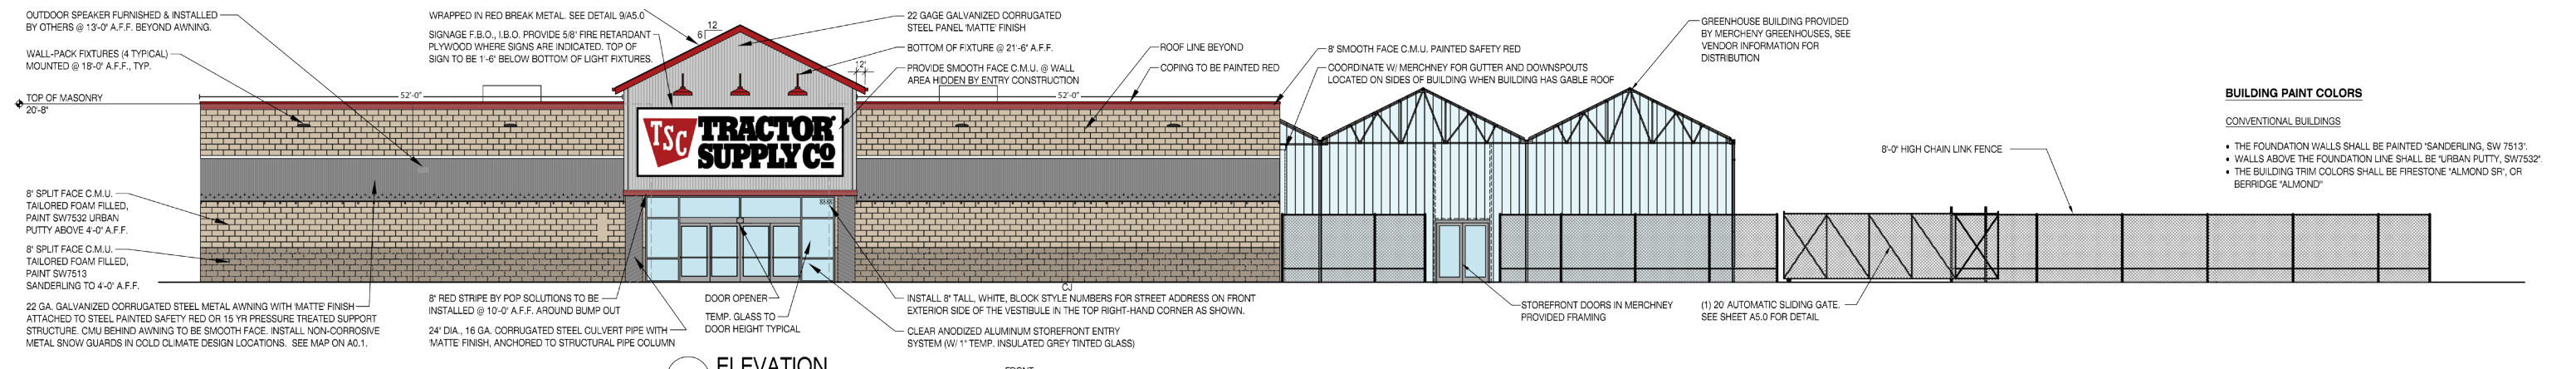 OUTDOOR SPEAKER FURNISHED & INSTALLED
BY OTHERS @ 13'-0" A.F.F. BEYOND AWNING.
WALL-PACK FIXTURES (4 TYPICAL)
MOUNTED @ 18'-0" A.F.F., TYP.
TOP OF MASONRY
20'-8"
8" SPLIT FACE C.M.U.
TAILORED FOAM FILLED,
PAINT SW7532 URBAN
PUTTY ABOVE 4'-0" A.F.F.
8" SPLIT FACE C.M.U.
TAILORED FOAM FILLED,
PAINT SW7513
SANDERLING TO 4'-0" A.F.F.
22 GA. GALVANIZED CORRUGATED STEEL METAL AWNING WITH 'MATTE' FINISH
ATTACHED TO STEEL PAINTED SAFETY RED OR 15 YR PRESSURE TREATED SUPPORT
STRUCTURE. CMU BEHIND AWNING TO BE SMOOTH FACE. INSTALL NON-CORROSIVE
METAL SNOW GUARDS IN COLD CLIMATE DESIGN LOCATIONS. SEE MAP ON A0.1.
WRAPPED IN RED BREAK METAL. SEE DETAIL 9/A5.0
SIGNAGE F.B.O., I.B.O. PROVIDE 5/8" FIRE RETARDANT
PLYWOOD WHERE SIGNS ARE INDICATED. TOP OF
SIGN TO BE 1'-6" BELOW BOTTOM OF LIGHT FIXTURES.
12
6
52'-0"
12"
52'-0"
22 GAGE GALVANIZED CORRUGATED
STEEL PANEL 'MATTE' FINISH
BOTTOM OF FIXTURE @ 21'-6" A.F.F.
PROVIDE SMOOTH FACE C.M.U. @ WALL
AREA HIDDEN BY ENTRY CONSTRUCTION
ROOF LINE BEYOND
COPING TO BE PAINTED RED
TSC TRACTOR
SUPPLY CO
XXXX
8" RED STRIPE BY POP SOLUTIONS TO BE
INSTALLED @ 10'-0" A.F.F. AROUND BUMP OUT
24" DIA., 16 GA. CORRUGATED STEEL CULVERT PIPE WITH
'MATTE' FINISH, ANCHORED TO STRUCTURAL PIPE COLUMN
DOOR OPENER
TEMP. GLASS TO
DOOR HEIGHT TYPICAL
CJ
INSTALL 8" TALL, WHITE, BLOCK STYLE NUMBERS FOR STREET ADDRESS ON FRONT
EXTERIOR SIDE OF THE VESTIBULE IN THE TOP RIGHT-HAND CORNER AS SHOWN.
CLEAR ANODIZED ALUMINUM STOREFRONT ENTRY
SYSTEM (W/ 1" TEMP. INSULATED GREY TINTED GLASS)
8" SMOOTH FACE C.M.U. PAINTED SAFETY RED
COORDINATE W/ MERCHNEY FOR GUTTER AND DOWNSPOUTS
LOCATED ON SIDES OF BUILDING WHEN BUILDING HAS GABLE ROOF
GREENHOUSE BUILDING PROVIDED
BY MERCHENY GREENHOUSES, SEE
VENDOR INFORMATION FOR
DISTRIBUTION
STOREFRONT DOORS IN MERCHNEY
PROVIDED FRAMING
(1) 20' AUTOMATIC SLIDING GATE.
SEE SHEET A5.0 FOR DETAIL
8'-0" HIGH CHAIN LINK FENCE
BUILDING PAINT COLORS
CONVENTIONAL BUILDINGS
• THE FOUNDATION WALLS SHALL BE PAINTED "SANDERLING, SW 7513".
• WALLS ABOVE THE FOUNDATION LINE SHALL BE "URBAN PUTTY, SW7532".
• THE BUILDING TRIM COLORS SHALL BE FIRESTONE "ALMOND SR", OR
BERRIDGE "ALMOND"
ELEVATION
FRONT